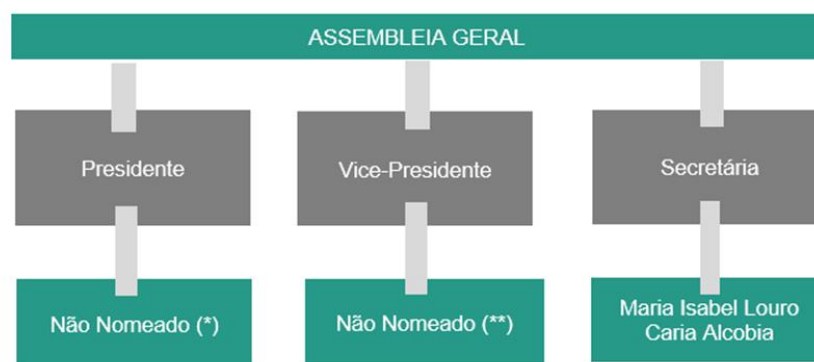 ASSEMBLEIA GERAL
Presidente
Vice-Presidente
Secretária
Não Nomeado (*)
Não Nomeado (**)
Maria Isabel Louro
Caria Alcobia